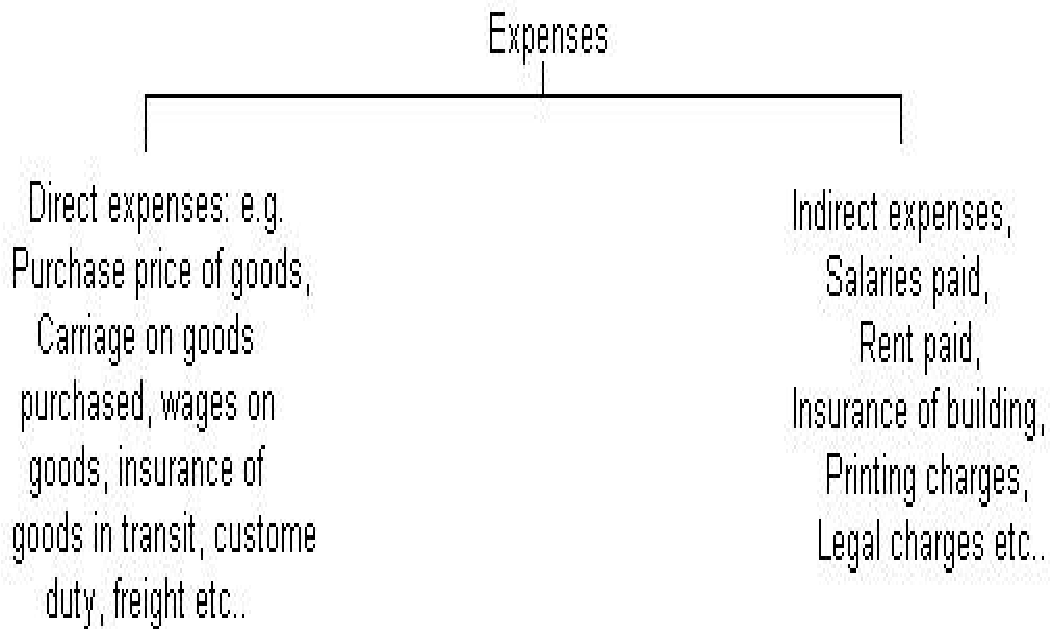 Expenses
Direct expenses: e.g.
Purchase price of goods,
Carriage on goods
purchased, wages on
goods, insurance of
goods in transit, custome
duty, freight etc..
Indirect expenses,
Salaries paid,
Rent paid,
Insurance of building,
Printing charges,
Legal charges etc..